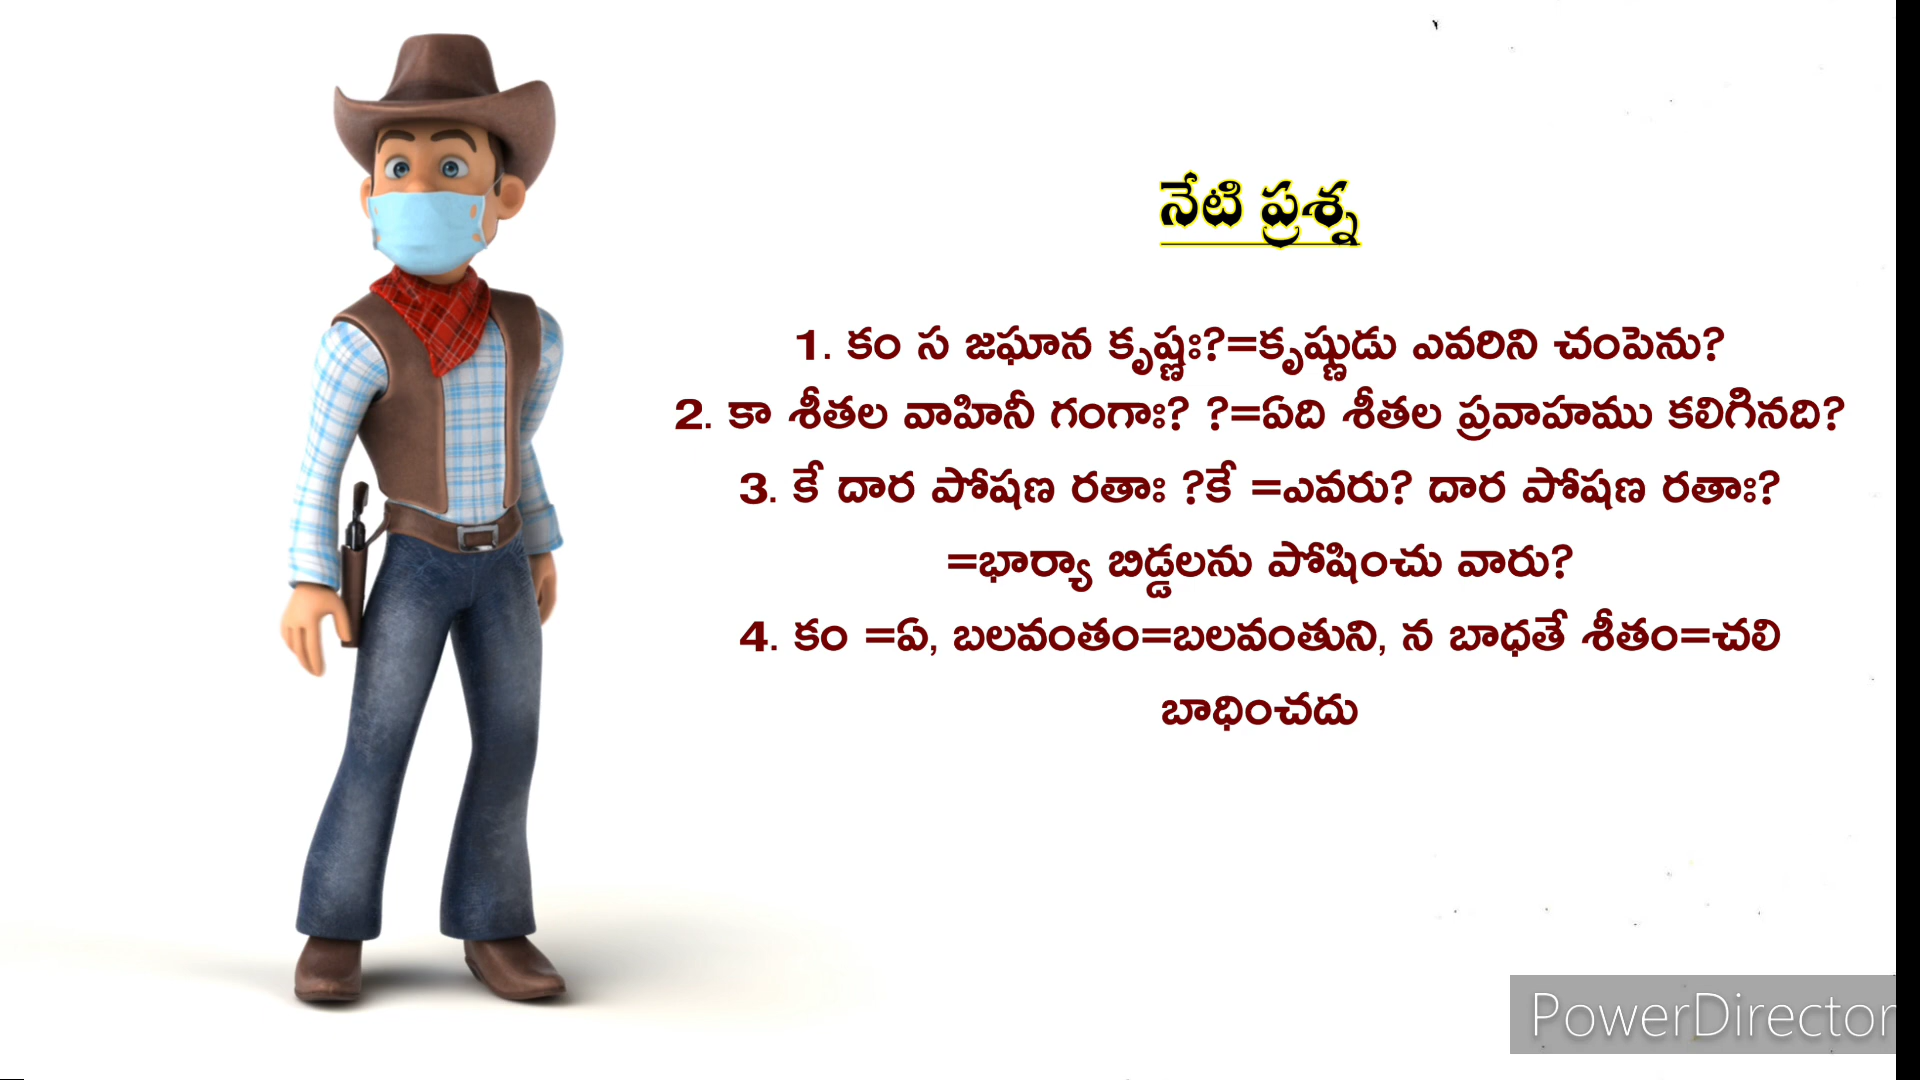 నేటి ప్రశ్న
1. కం స జఘాన కృష్ణః?=కృష్ణుడు ఎవరిని చంపెను?
2. కా శీతల వాహినీ గంగాః? ?=ఏది శీతల ప్రవాహము కలిగినది?
3. కే దార పోషణ రతాః ?కే =ఎవరు? దార పోషణ రతాః?
=భార్యా బిడ్డలను పోషించు వారు?
4. కం =ఏ, బలవంతం=బలవంతుని, న బాధతే శీతం=చలి
బాధించదు
PowerDirector